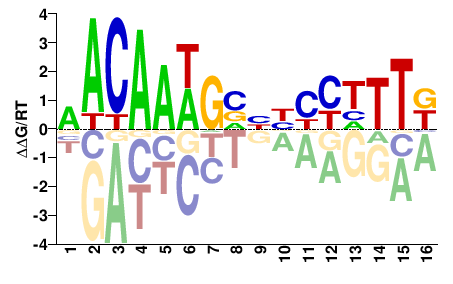 ΔΔG/RT
4
3
2
1
0
-1
-2
-3
-4
A T
A T C G
C T G A
A G C T
A C T
T A G C
G T C
C G A T
C T G
T C A
C T A
C T G A
T C A G
T A G
T C A
G T A
1 2 3 4 5 6 7 8 9 10 11 12 13 14 15 16